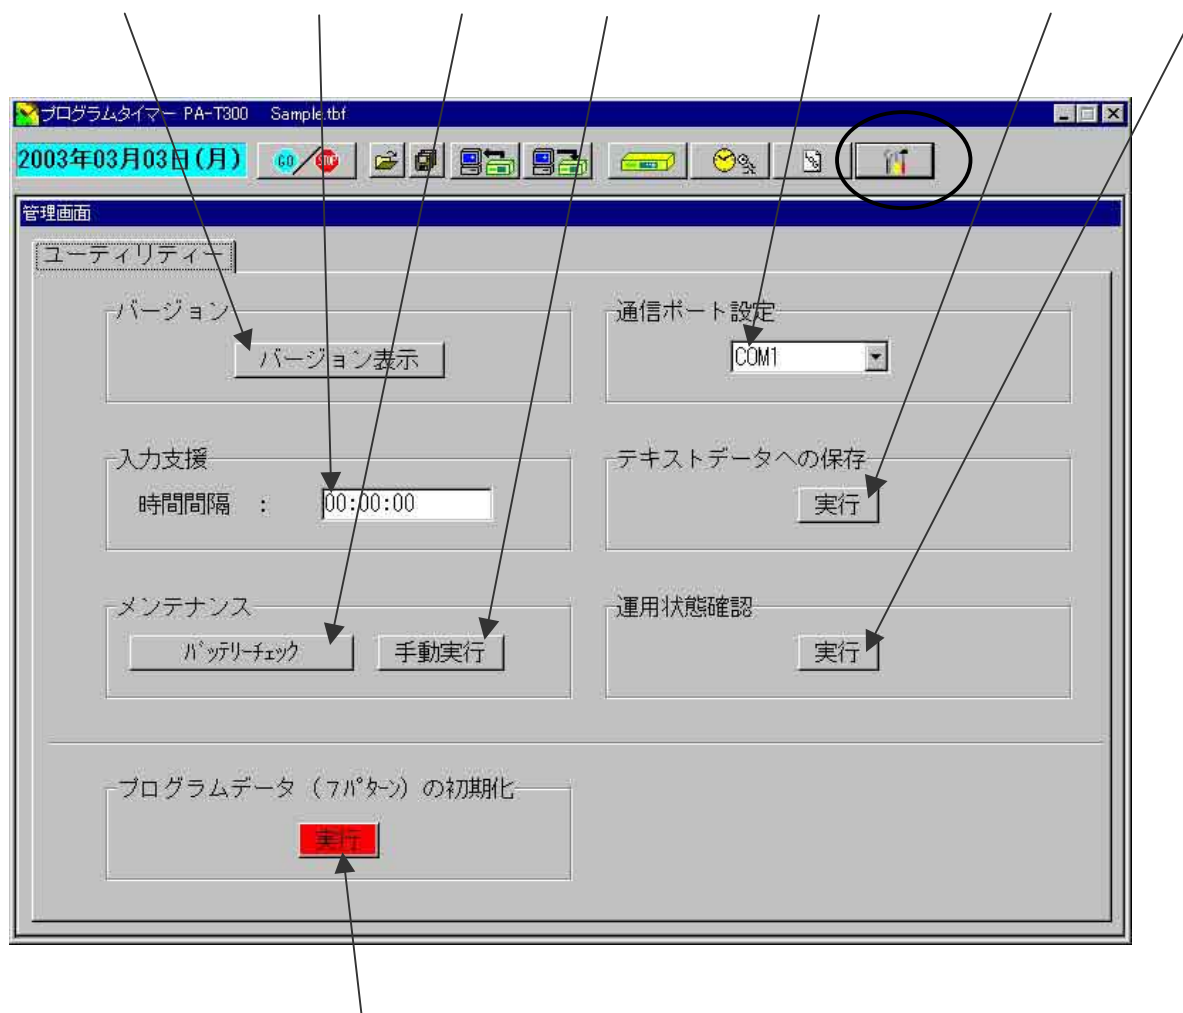 プログラムタイマー PA-T300 Sample.tbf
2003年03月03日(月) GO STOP
管理画面
ユーティリティー
バージョン
バージョン表示
通信ポート設定
COM1
入力支援
時間間隔 : 00:00:00
テキストデータへの保存
実行
メンテナンス
ﾊﾞｯﾃﾘｰﾁｪｯｸ 手動実行
運用状態確認
実行
プログラムデータ（７ﾊﾟﾀｰﾝ）の初期化
実行